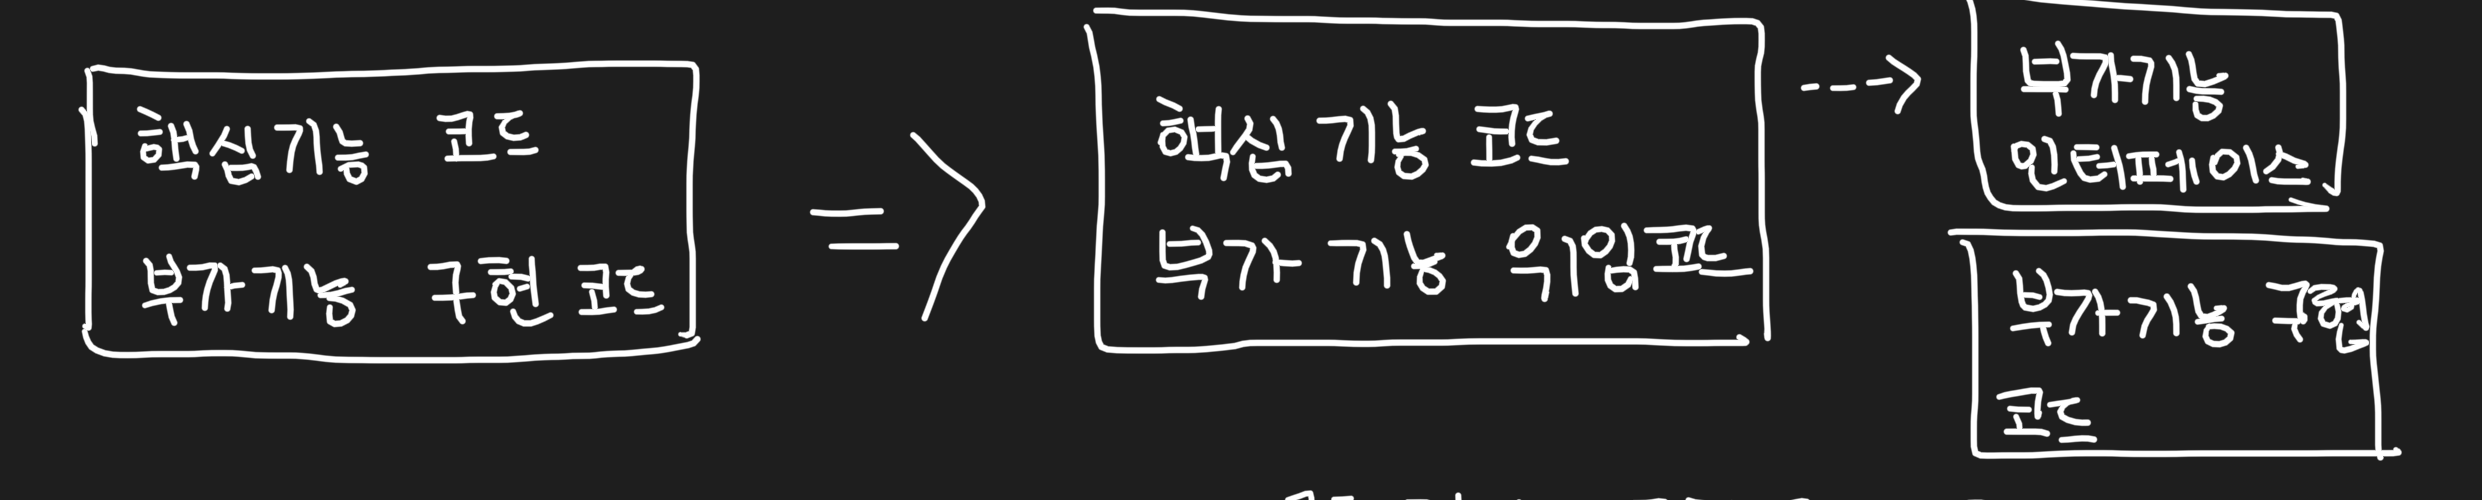 핵심기능 코드
부가기능 구현 코드
핵심 기능 코드
부가 기능 위임코드
부가기능
인터페이스
부가기능 구현
코드